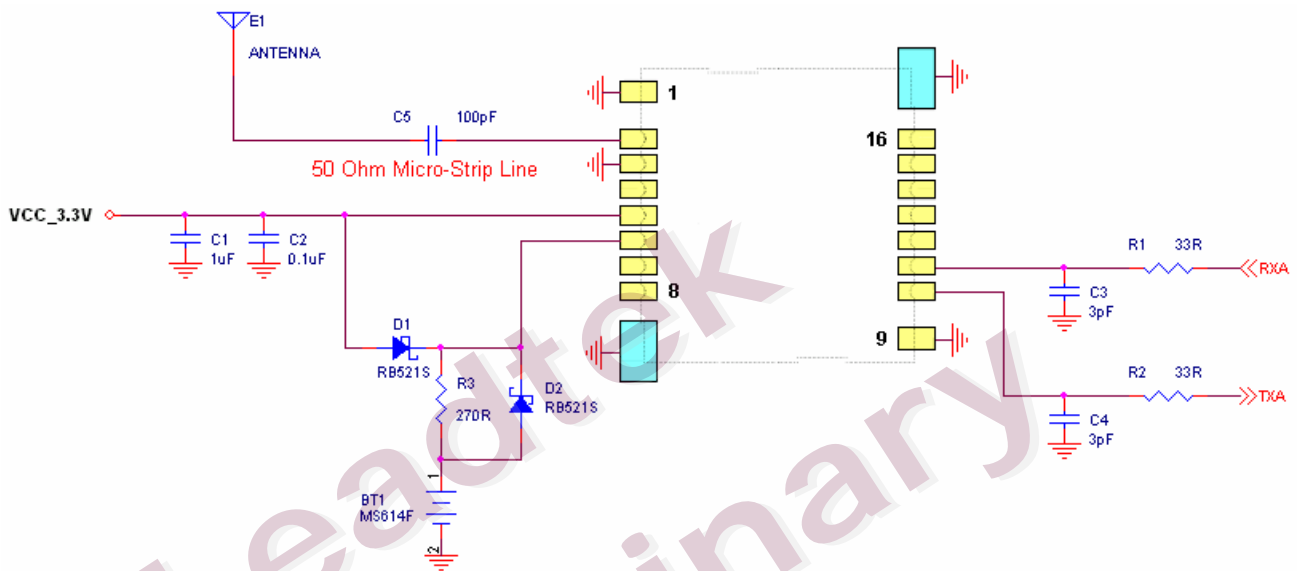 E1
ANTENNA
1
C5 100pF
16
50 Ohm Micro-Strip Line
VCC_3.3V
C1
1uF
C2
0.1uF
R1 33R
RXA
8
C3
3pF
D1
RB521S
9
R3
270R
D2
RB521S
R2 33R
TXA
C4
3pF
1
BT1
MS614F
2
Leadtek
inary